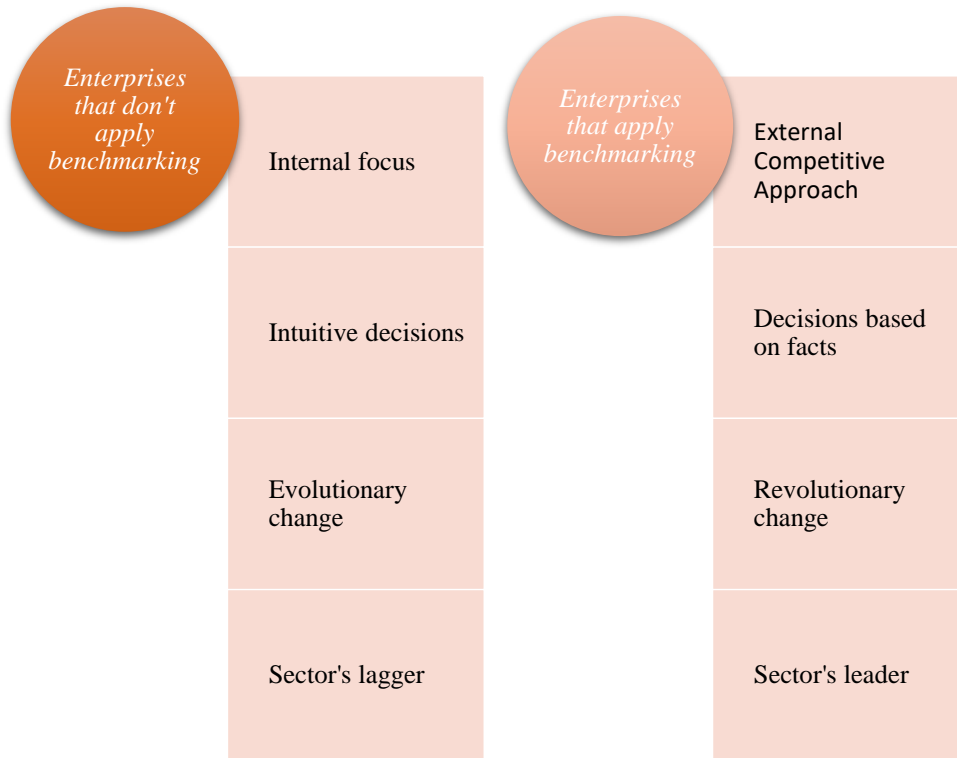 Enterprises
that don't
apply
benchmarking
Internal focus
Intuitive decisions
Evolutionary
change
Sector's lagger
Enterprises
that apply
benchmarking
External
Competitive
Approach
Decisions based
on facts
Revolutionary
change
Sector's leader